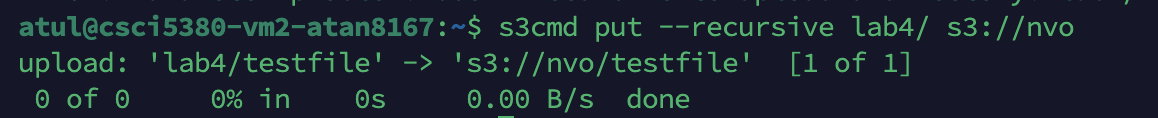 atul@csci5380-vm2-atan8167:~$ s3cmd put --recursive lab4/ s3://nvo
upload: 'lab4/testfile' -> 's3://nvo/testfile'  [1 of 1]
 0 of 0     0% in    0s     0.00 B/s  done